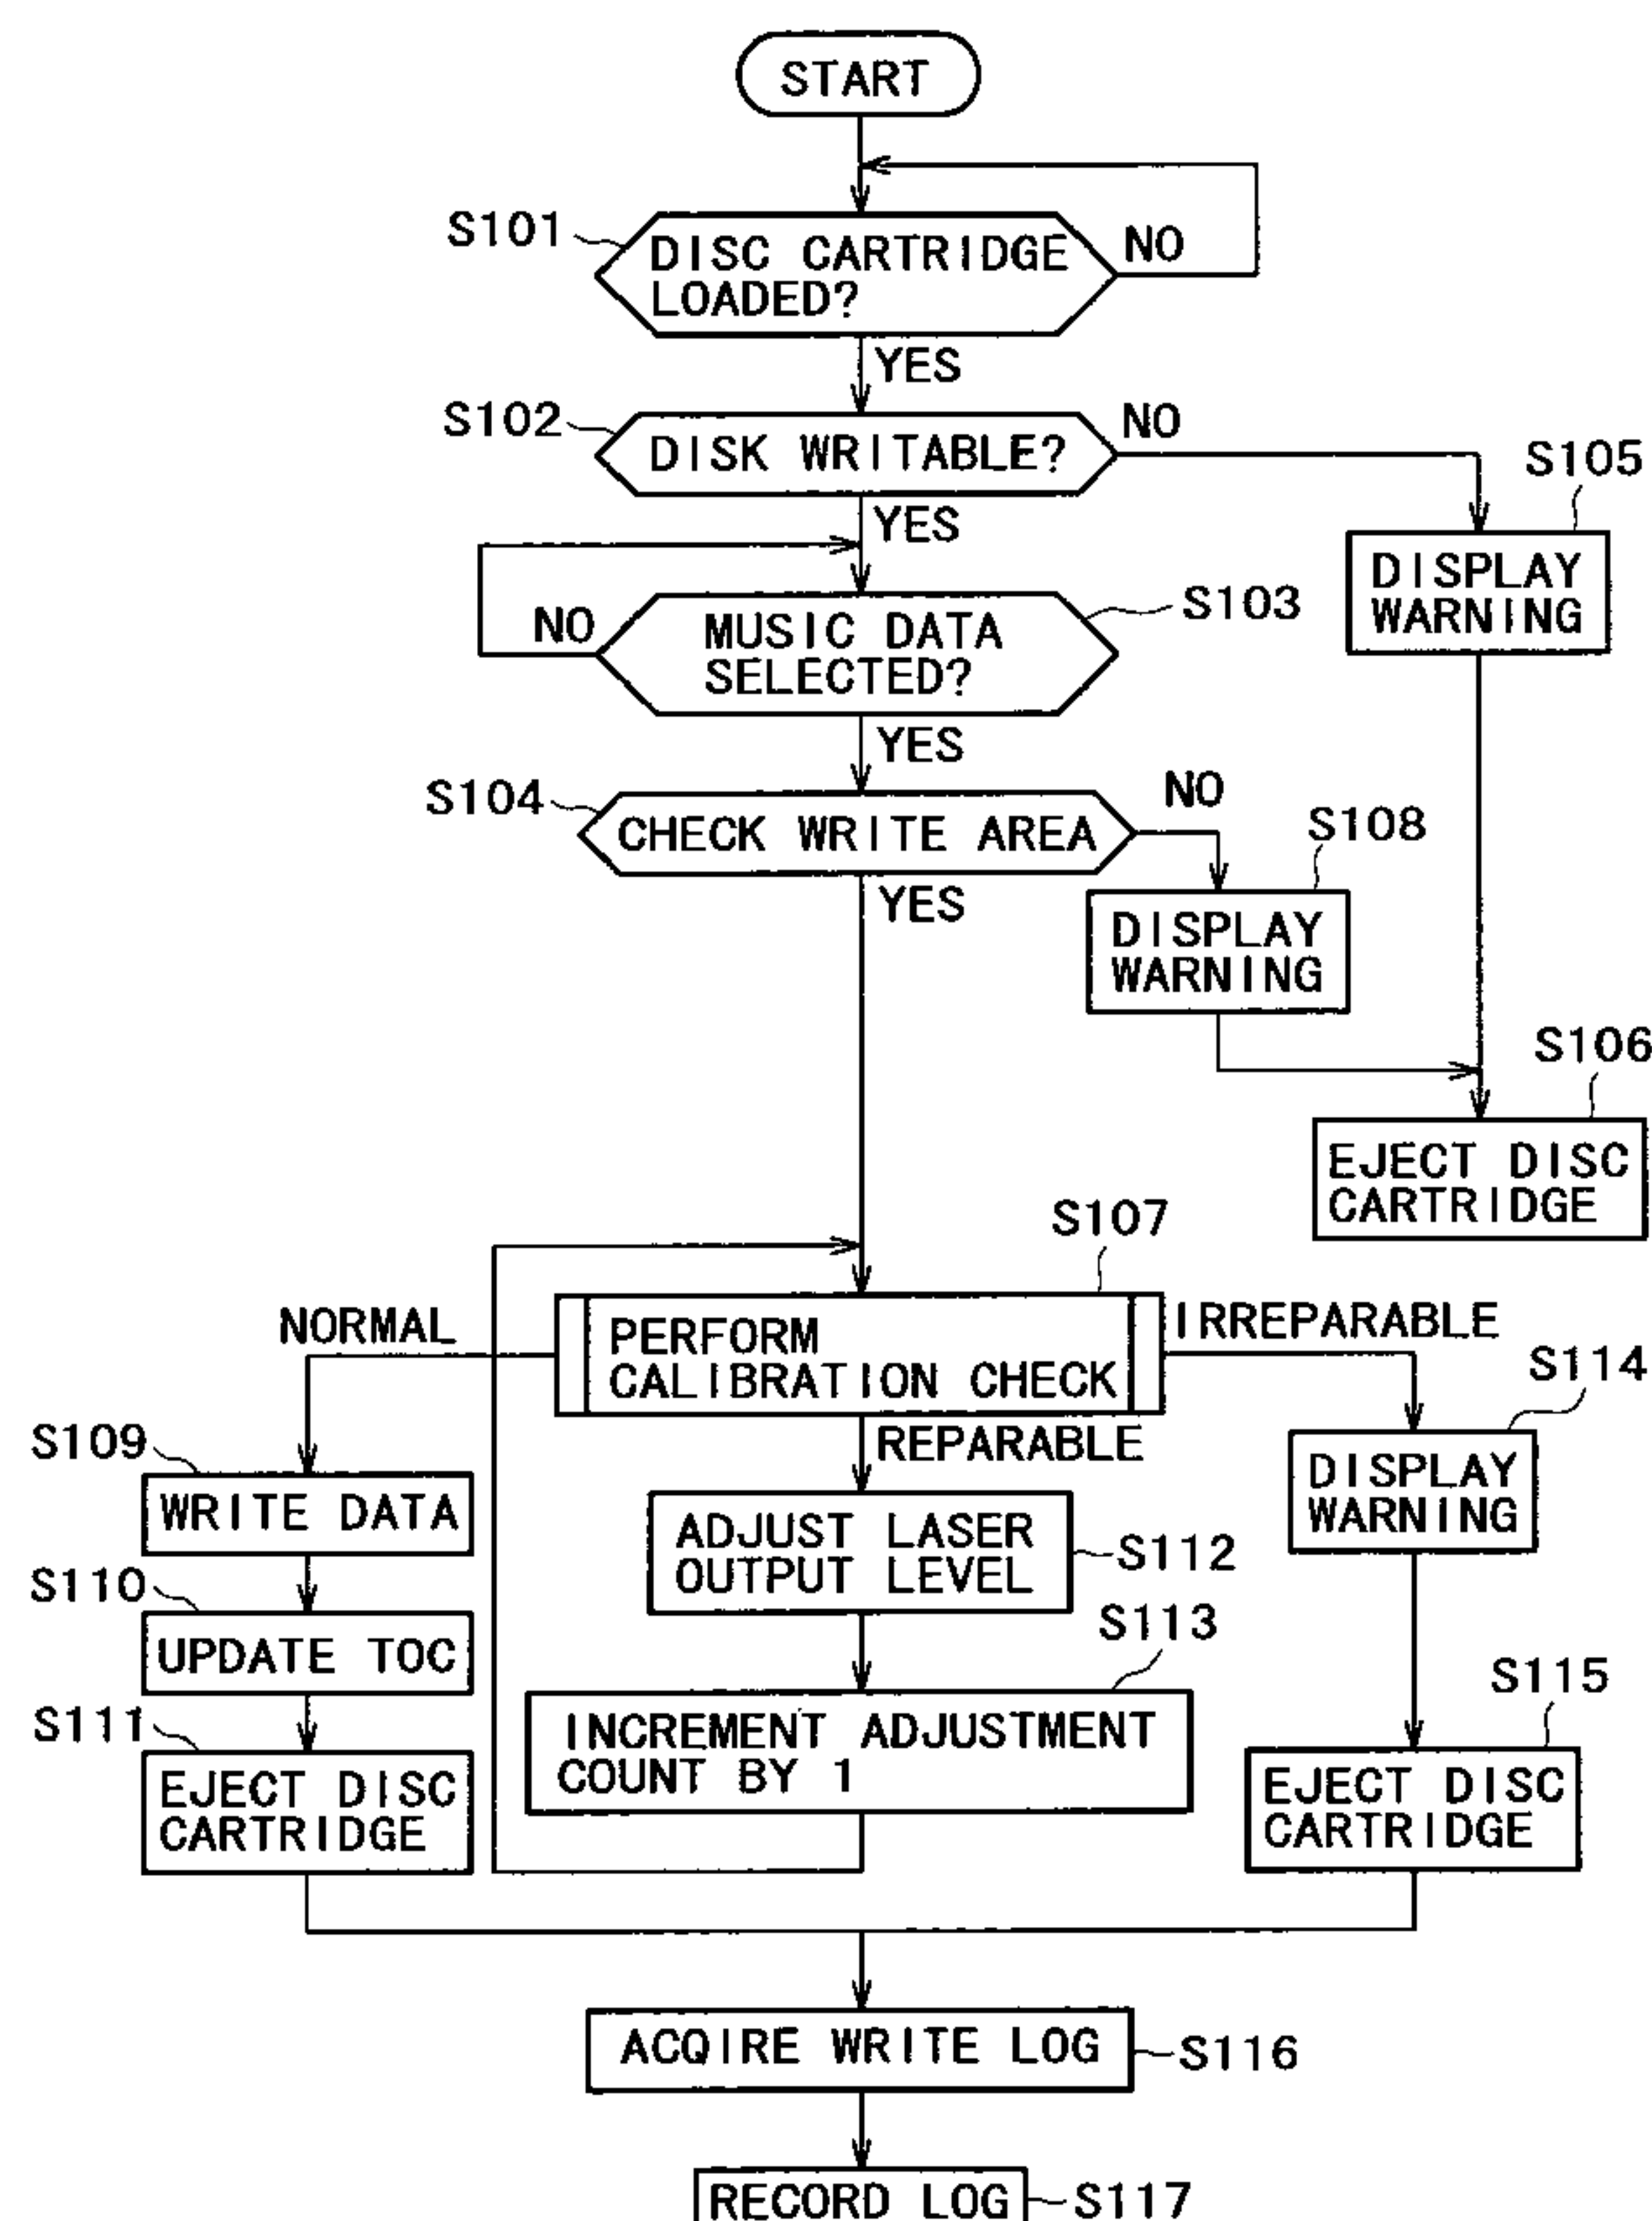 START
S101
DISC CARTRIDGE
LOADED?
NO
YES
S102
DISK WRITABLE?
NO
YES
S105
DISPLAY
WARNING
S103
NO
MUSIC DATA
SELECTED?
YES
S104
CHECK WRITE AREA
NO
YES
S108
DISPLAY
WARNING
S106
EJECT DISC
CARTRIDGE
S107
NORMAL
PERFORM
CALIBRATION CHECK
IRREPARABLE
REPARABLE
S114
DISPLAY
WARNING
S109
WRITE DATA
ADJUST LASER
OUTPUT LEVEL
S112
S110
UPDATE TOC
S113
INCREMENT ADJUSTMENT
COUNT BY 1
S111
EJECT DISC
CARTRIDGE
S115
EJECT DISC
CARTRIDGE
ACQIRE WRITE LOG
S116
RECORD LOG
S117